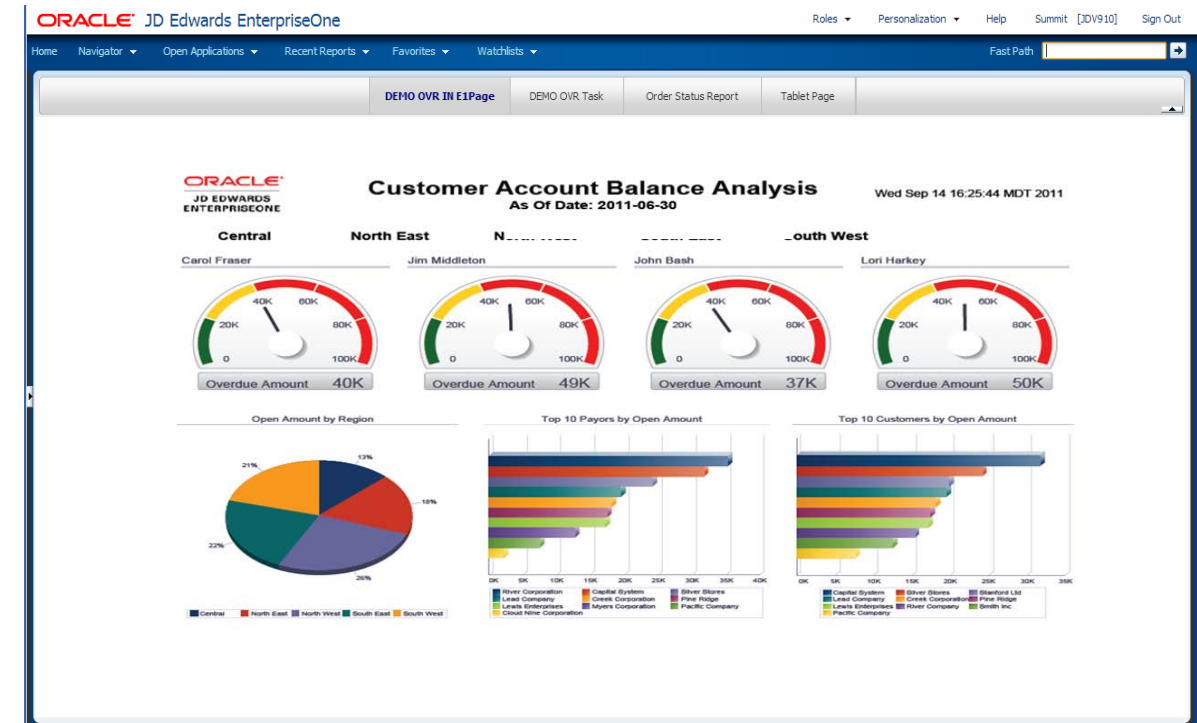 ORACLE® JD Edwards EnterpriseOne Roles Personalization Help Summit [JDV910] Sign Out
Home Navigator Open Applications Recent Reports Favorites Watchlists Fast Path
DEMO OVR IN E1Page DEMO OVR Task Order Status Report Tablet Page
ORACLE®
JD EDWARDS
ENTERPRISEONE
Customer Account Balance Analysis
As Of Date: 2011-06-30
Wed Sep 14 16:25:44 MDT 2011
Central North East South West
Carol Fraser Jim Middleton John Bash Lori Harkey
0 20K 40K 60K 80K 100K
0 20K 40K 60K 80K 100K
0 20K 40K 60K 80K 100K
0 20K 40K 60K 80K 100K
Overdue Amount 40K Overdue Amount 49K Overdue Amount 37K Overdue Amount 50K
Open Amount by Region
13%
18%
26%
22%
21%
Central North East North West South East South West
Top 10 Payors by Open Amount
0K 5K 10K 15K 20K 25K 30K 35K 40K
River Corporation Capital System Silver Stores
Lead Company Creek Corporation Pine Ridge
Lewis Enterprises Myers Corporation Pacific Company
Cloud Nine Corporation
Top 10 Customers by Open Amount
0K 5K 10K 15K 20K 25K 30K 35K
Capital System Silver Stores Stanford Ltd
Lead Company Creek Corporation Pine Ridge
Lewis Enterprises River Company Smith Inc
Pacific Company